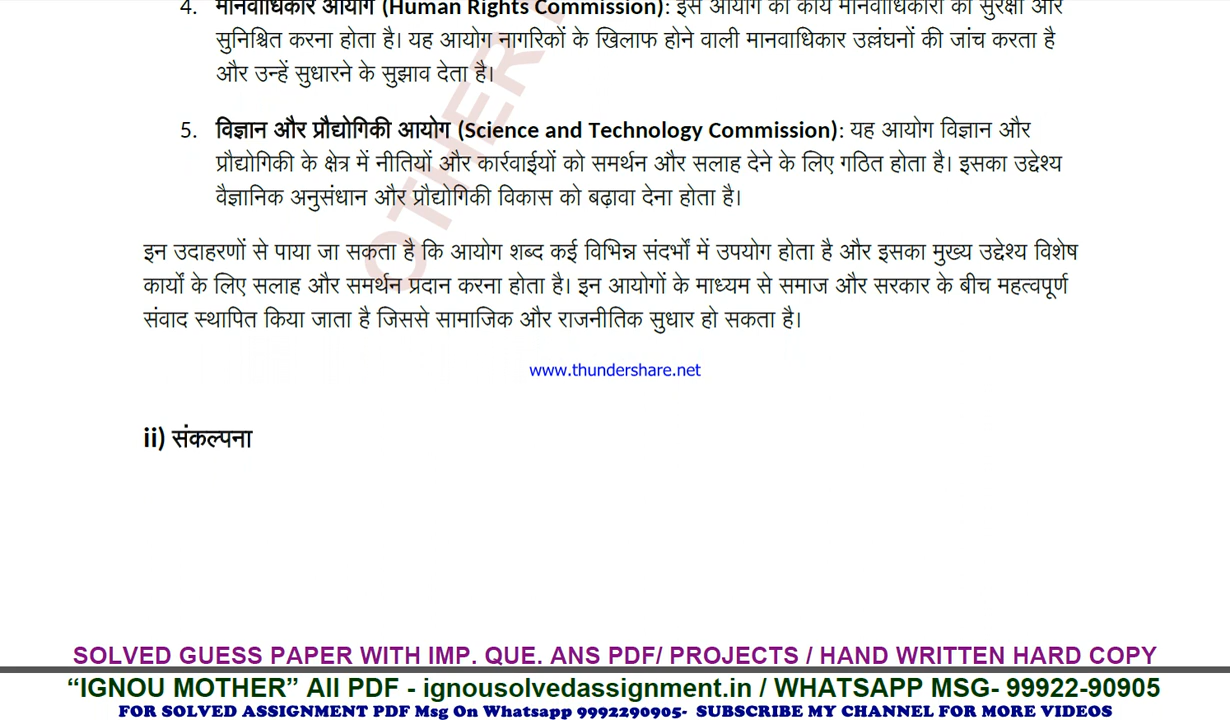 4. मानवाधिकार आयोग (Human Rights Commission): इस आयोग का कार्य मानवाधिकारों की सुरक्षा और
सुनिश्चित करना होता है। यह आयोग नागरिकों के खिलाफ होने वाली मानवाधिकार उल्लंघनों की जांच करता है
और उन्हें सुधारने के सुझाव देता है।
5. विज्ञान और प्रौद्योगिकी आयोग (Science and Technology Commission): यह आयोग विज्ञान और
प्रौद्योगिकी के क्षेत्र में नीतियों और कार्रवाईयों को समर्थन और सलाह देने के लिए गठित होता है। इसका उद्देश्य
वैज्ञानिक अनुसंधान और प्रौद्योगिकी विकास को बढ़ावा देना होता है।
इन उदाहरणों से पाया जा सकता है कि आयोग शब्द कई विभिन्न संदर्भों में उपयोग होता है और इसका मुख्य उद्देश्य विशेष
कार्यों के लिए सलाह और समर्थन प्रदान करना होता है। इन आयोगों के माध्यम से समाज और सरकार के बीच महत्वपूर्ण
संवाद स्थापित किया जाता है जिससे सामाजिक और राजनीतिक सुधार हो सकता है।
www.thundershare.net
ii) संकल्पना
SOLVED GUESS PAPER WITH IMP. QUE. ANS PDF/ PROJECTS / HAND WRITTEN HARD COPY
“IGNOU MOTHER” All PDF - ignousolvedassignment.in / WHATSAPP MSG- 99922-90905
FOR SOLVED ASSIGNMENT PDF Msg On Whatsapp 9992290905- SUBSCRIBE MY CHANNEL FOR MORE VIDEOS